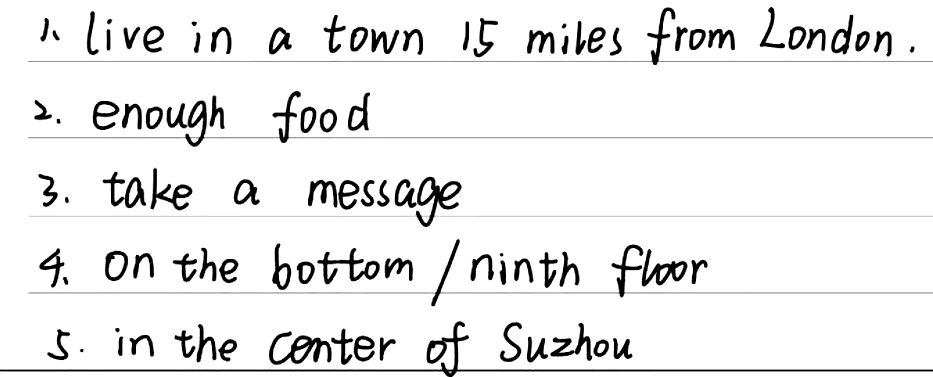 1. live in a town 15 miles from London.
2. enough food
3. take a message
4. on the bottom / ninth floor
5. in the center of Suzhou